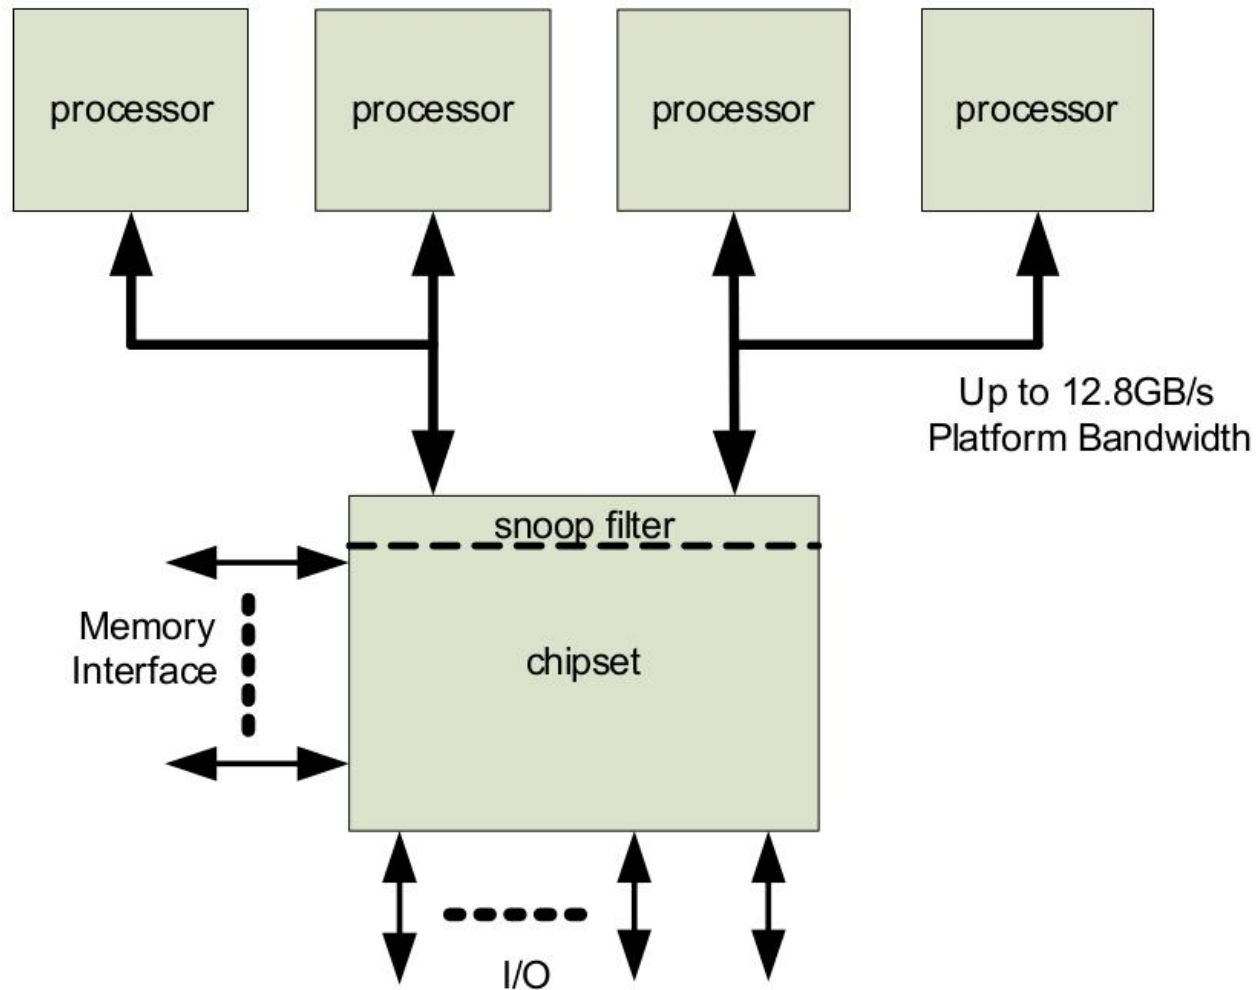 processor
processor
processor
processor
Up to 12.8GB/s
Platform Bandwidth
snoop filter
Memory
Interface
chipset
I/O